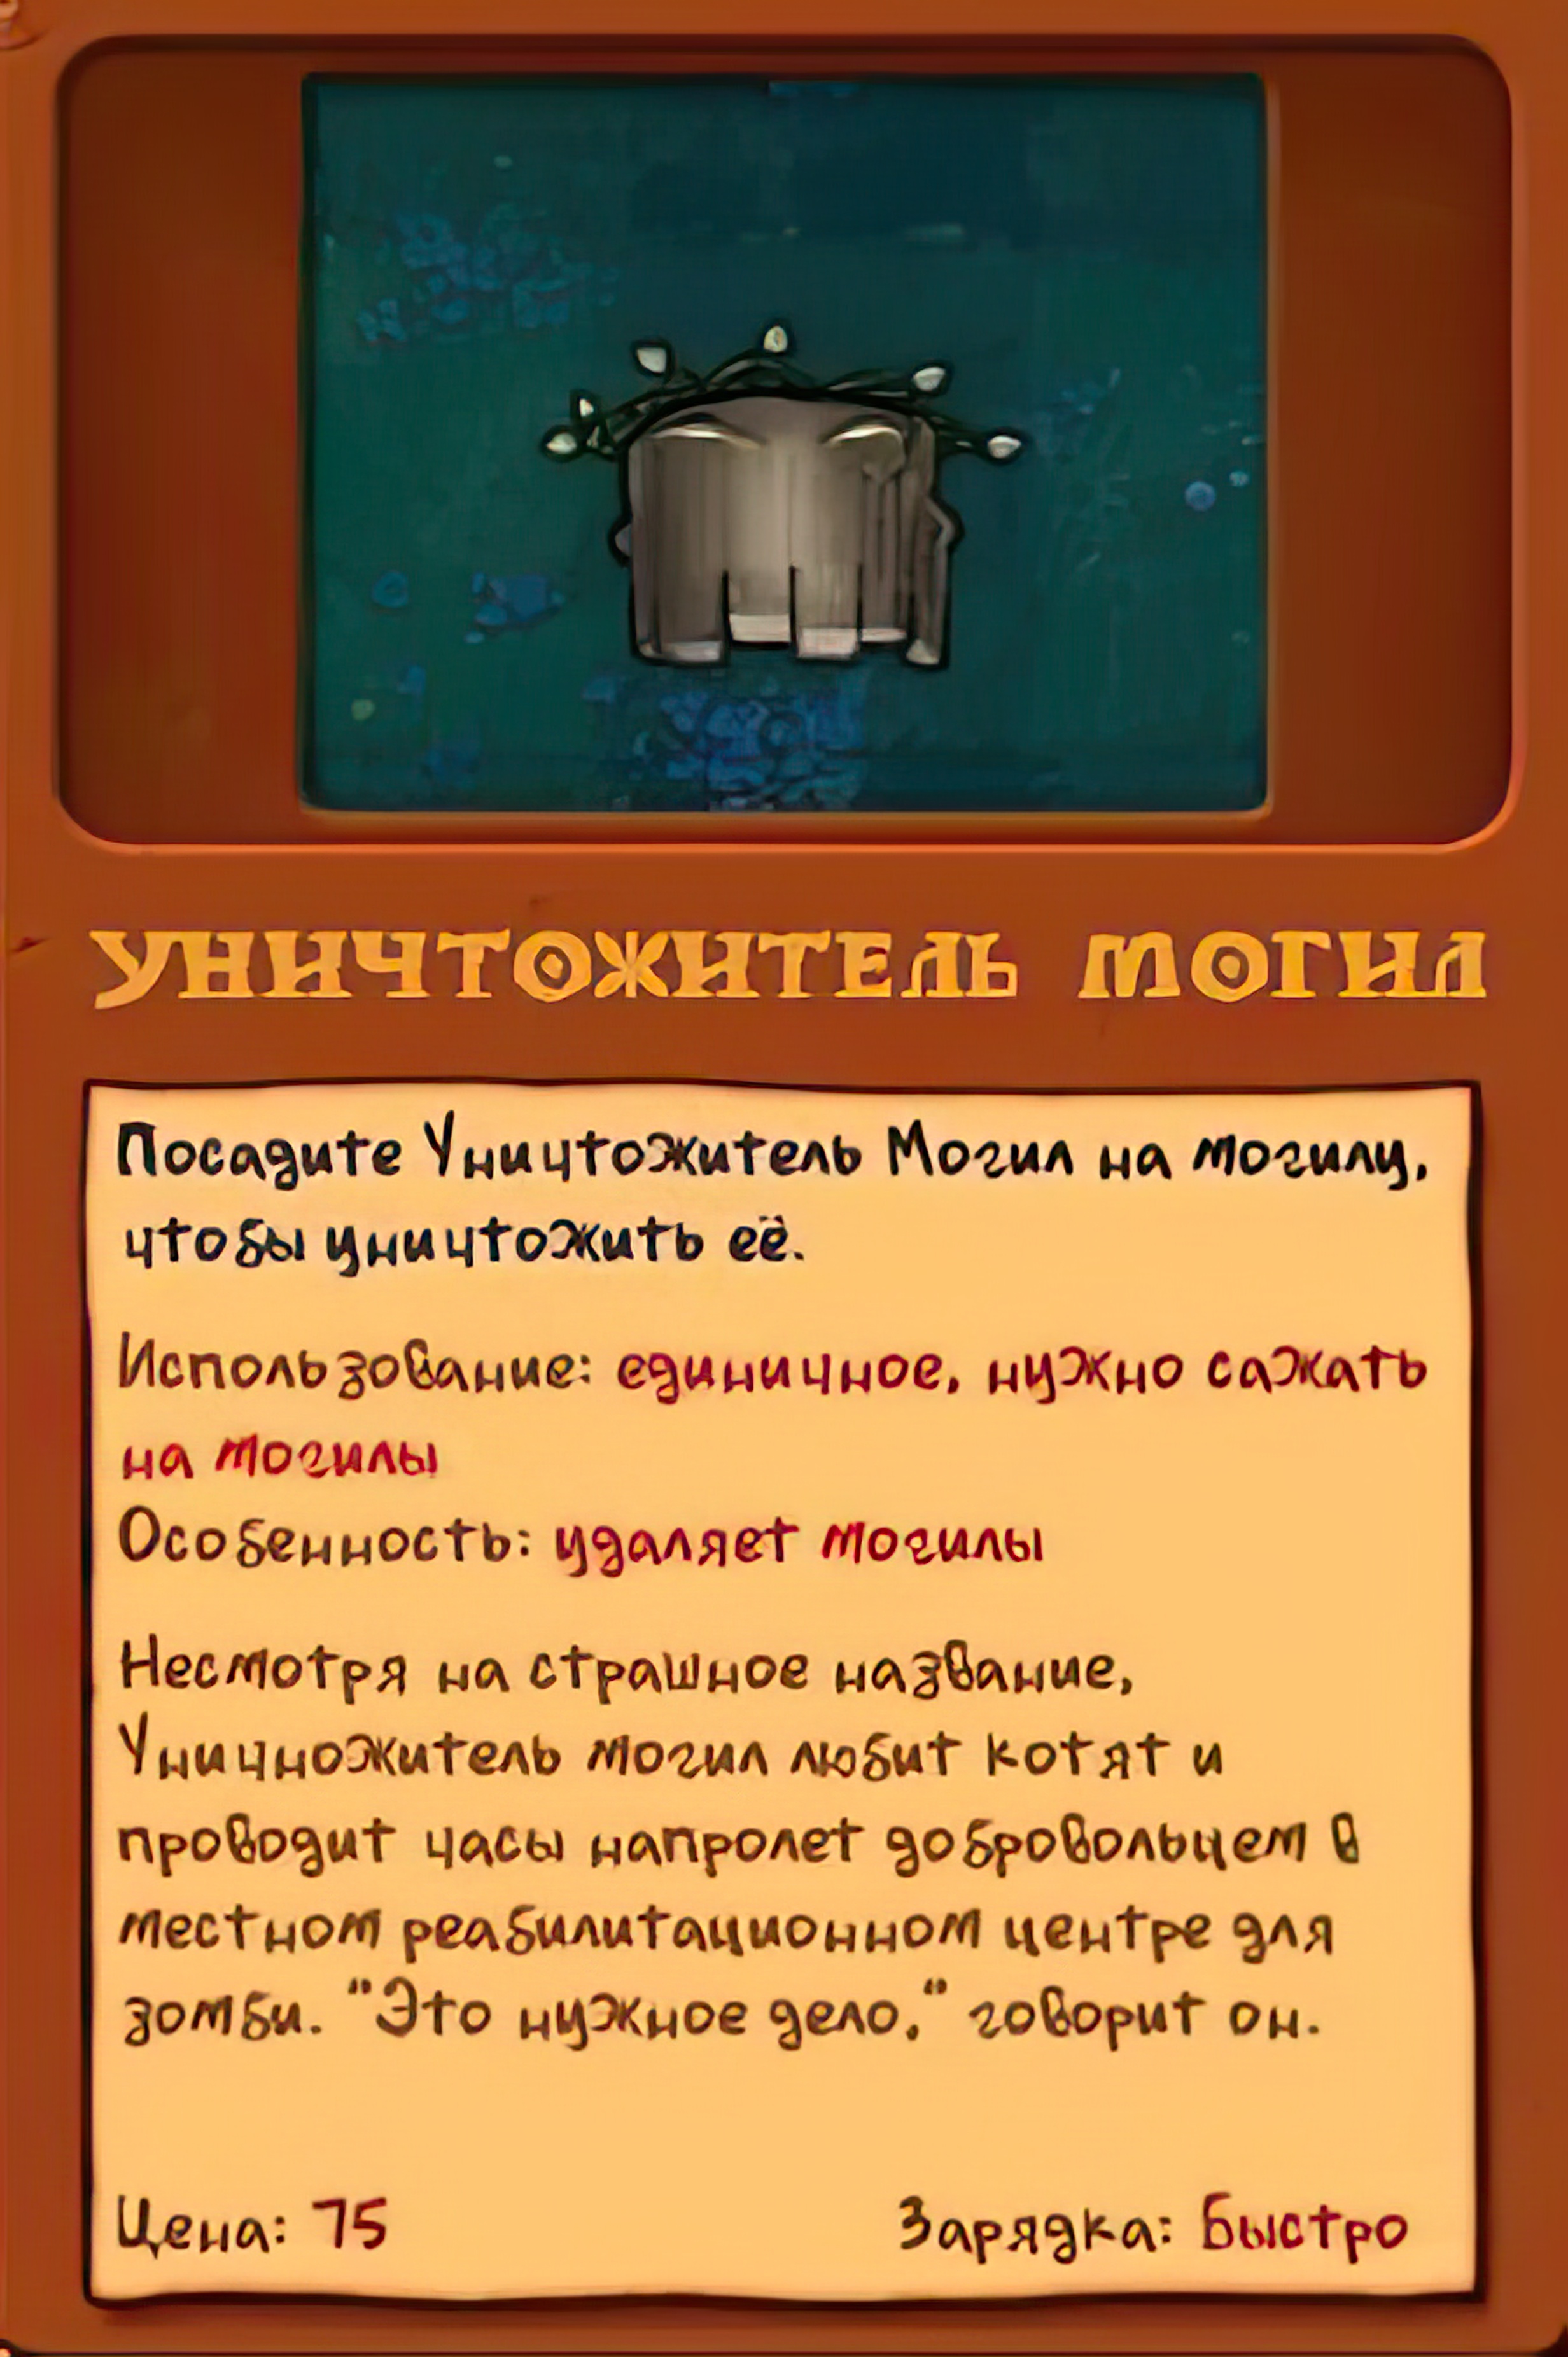 УНИЧТОЖИТЕЛЬ МОГИЛ
Посадите Уничтожитель Могил на могилу,
чтобы уничтожить её.
Использование: единичное, нужно сажать
на могилы
Особенность: удаляет могилы
Несмотря на страшное название,
Уничножитель могил любит котят и
проводит часы напролет добровольцем в
местном реабилитационном центре для
зомби. "Это нужное дело," говорит он.
Цена: 75 Зарядка: Быстро